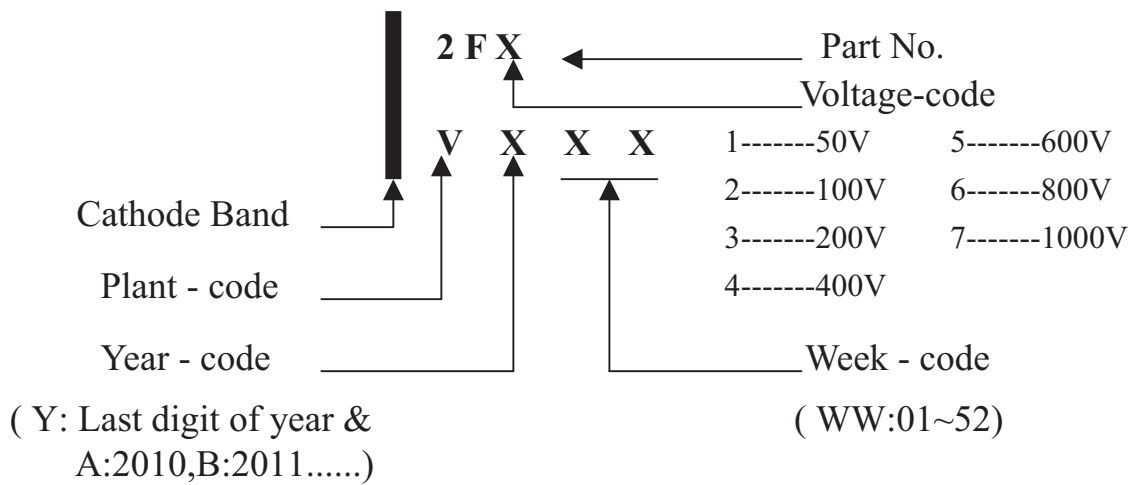 2 F X
Part No.
Voltage-code
V X X X
1-------50V 5-------600V
2-------100V 6-------800V
Cathode Band
3-------200V 7-------1000V
Plant - code
4-------400V
Year - code
Week - code
( Y: Last digit of year &
( WW:01~52)
A:2010,B:2011......)